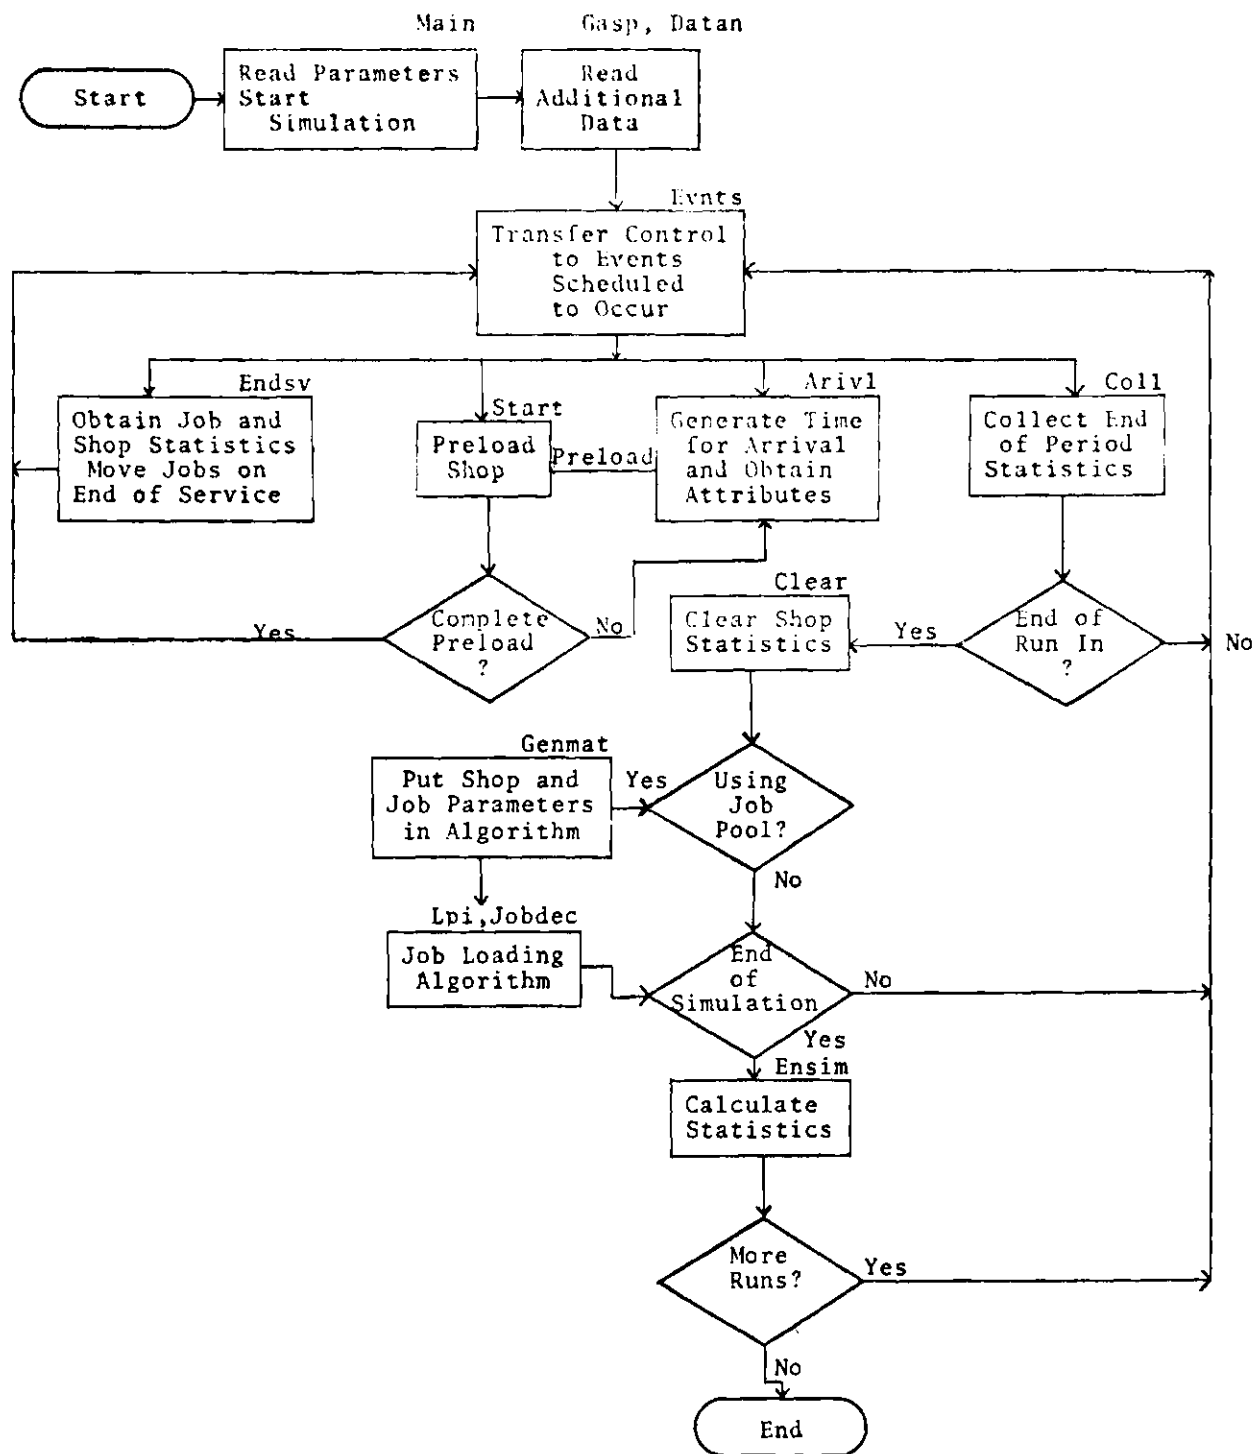 Main
Gasp, Datan
Start
Read Parameters
Start
Simulation
Read
Additional
Data
Evnts
Transfer Control
to Events
Scheduled
to Occur
Endsv
Obtain Job and
Shop Statistics
Move Jobs on
End of Service
Start
Preload
Shop
Preload
Arivl
Generate Time
for Arrival
and Obtain
Attributes
Coll
Collect End
of Period
Statistics
Yes
Complete
Preload
?
No
Clear
Clear Shop
Statistics
Yes
End of
Run In
?
No
Genmat
Put Shop and
Job Parameters
in Algorithm
Yes
Using
Job
Pool?
No
Lpi,Jobdec
Job Loading
Algorithm
End
of
Simulation
No
Yes
Ensim
Calculate
Statistics
More
Runs?
Yes
No
End